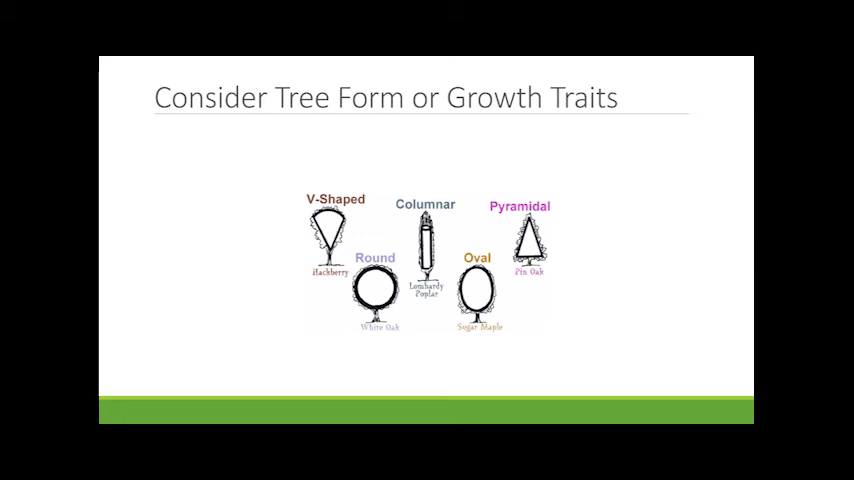 Consider Tree Form or Growth Traits
V-Shaped
Columnar
Pyramidal
Hackberry
Round
Lombardy
Poplar
Oval
Pin Oak
White Oak
Sugar Maple